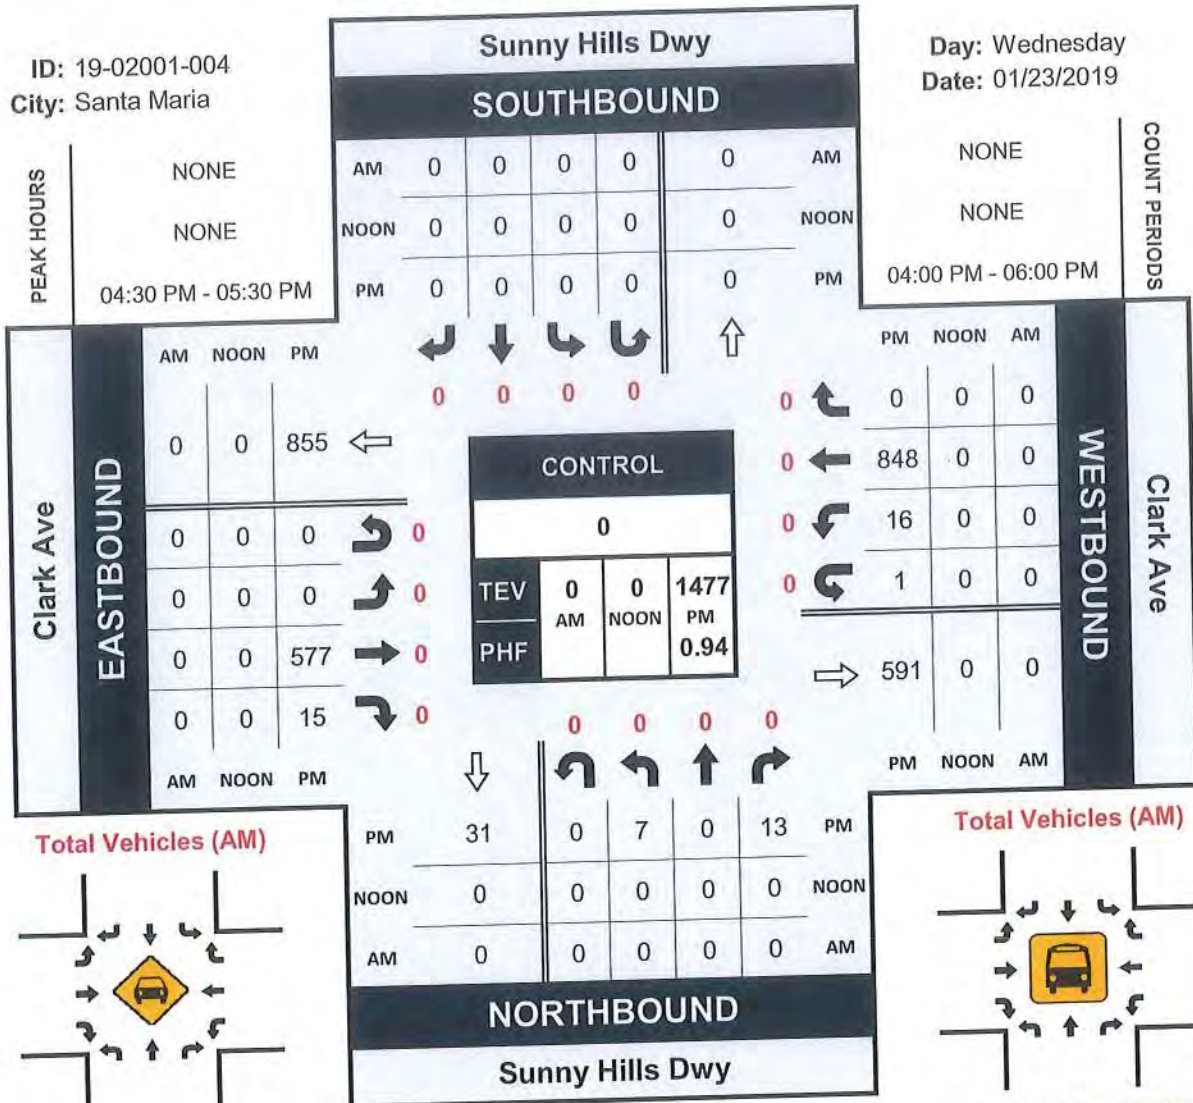 ID: 19-02001-004
City: Santa Maria
Sunny Hills Dwy
SOUTHBOUND
Day: Wednesday
Date: 01/23/2019
PEAK HOURS
NONE
NONE
04:30 PM - 05:30 PM
AM 0 0 0 0 0 AM
NOON 0 0 0 0 0 NOON
PM 0 0 0 0 0 PM
0 0 0 0
NONE
NONE
04:00 PM - 06:00 PM
COUNT PERIODS
Clark Ave
EASTBOUND
AM NOON PM
0 0 855
0 0 0 0
0 0 0 0
0 0 577 0
0 0 15 0
AM NOON PM
CONTROL
0
TEV 0 0 1477
AM NOON PM
PHF 0.94
PM NOON AM
0 0 0 0
0 848 0 0
0 16 0 0
0 1 0 0
591 0 0
PM NOON AM
WESTBOUND
Clark Ave
0 0 0 0
PM 31 0 7 0 13 PM
NOON 0 0 0 0 0 NOON
AM 0 0 0 0 0 AM
NORTHBOUND
Sunny Hills Dwy
Total Vehicles (AM)
Total Vehicles (AM)